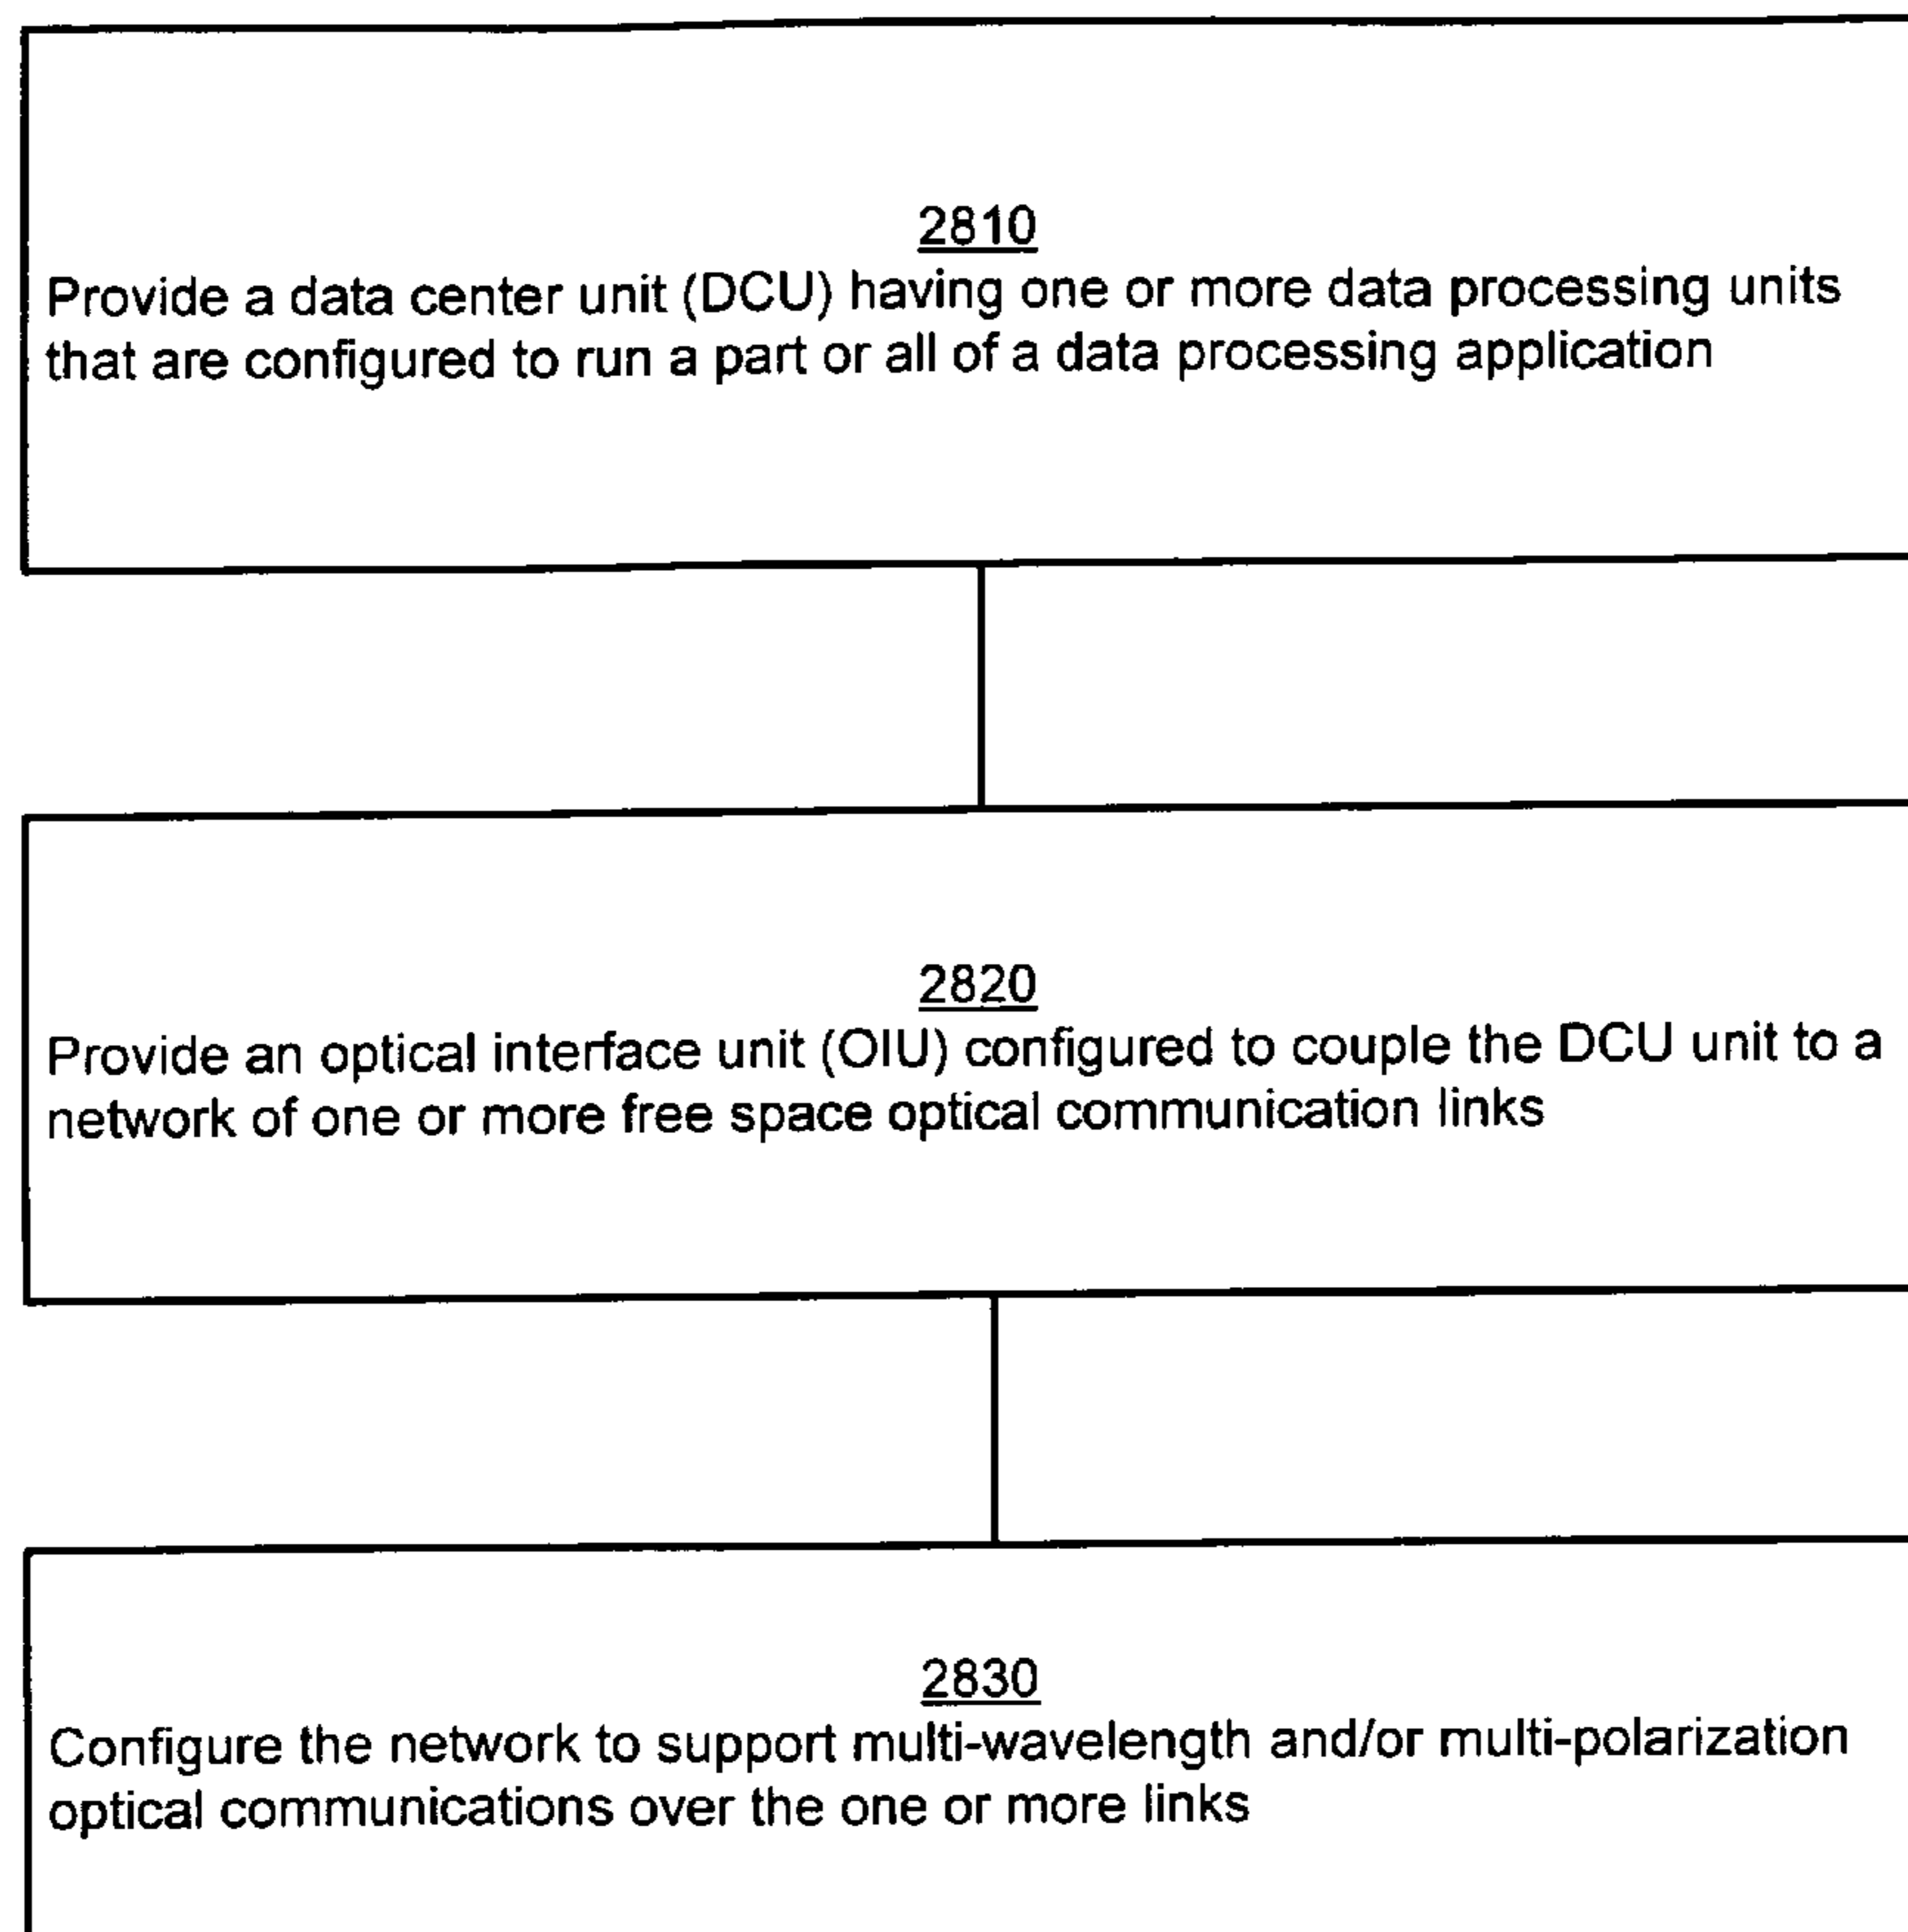 2810
Provide a data center unit (DCU) having one or more data processing units
that are configured to run a part or all of a data processing application
2820
Provide an optical interface unit (OIU) configured to couple the DCU unit to a
network of one or more free space optical communication links
2830
Configure the network to support multi-wavelength and/or multi-polarization
optical communications over the one or more links